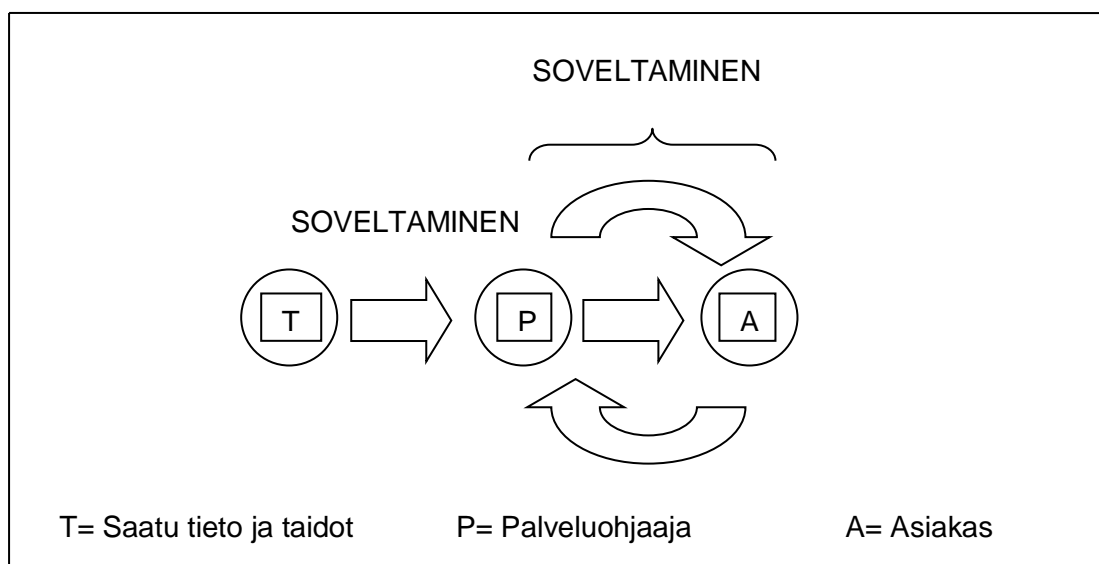 SOVELTAMINEN
SOVELTAMINEN
T P A
T= Saatu tieto ja taidot P= Palveluohjaaja A= Asiakas